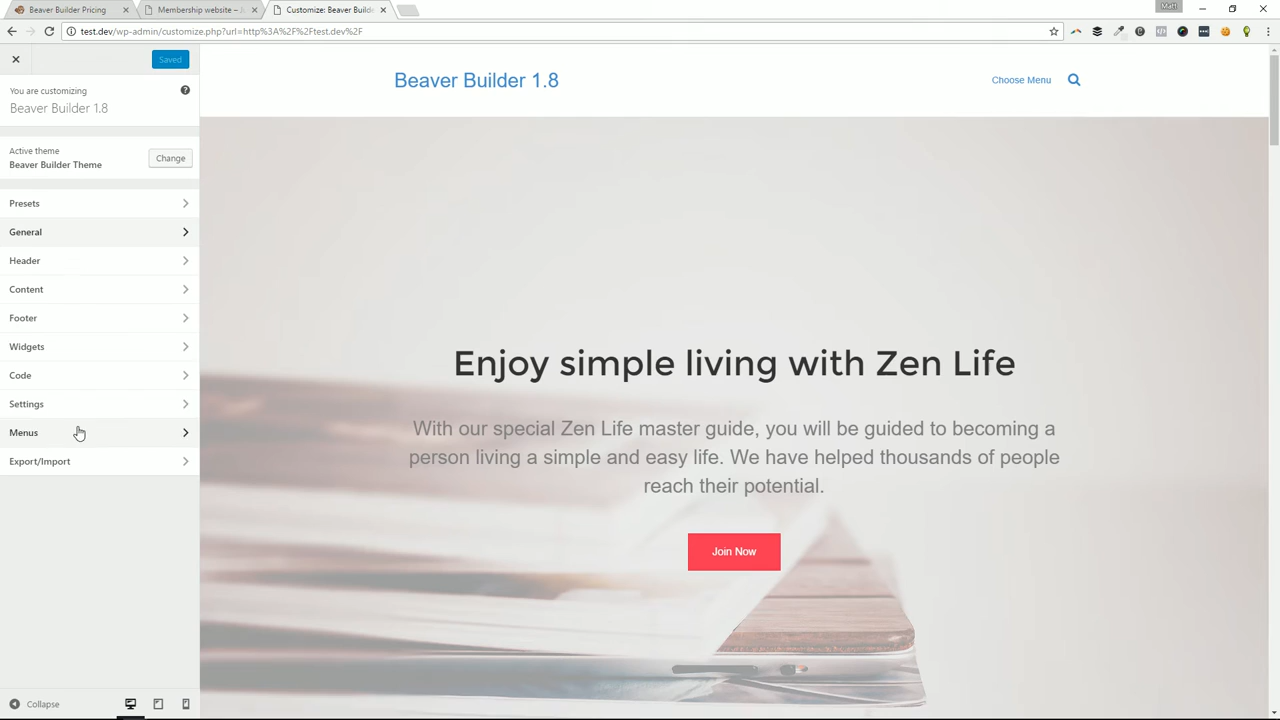 Beaver Builder Pricing
Membership website – J
Customize: Beaver Builde
Matt
test.dev/wp-admin/customize.php?url=http%3A%2F%2Ftest.dev%2F
Saved
You are customizing
Beaver Builder 1.8
Active theme
Beaver Builder Theme
Change
Presets
General
Header
Content
Footer
Widgets
Code
Settings
Menus
Export/Import
Collapse
Beaver Builder 1.8
Choose Menu
Enjoy simple living with Zen Life
With our special Zen Life master guide, you will be guided to becoming a
person living a simple and easy life. We have helped thousands of people
reach their potential.
Join Now